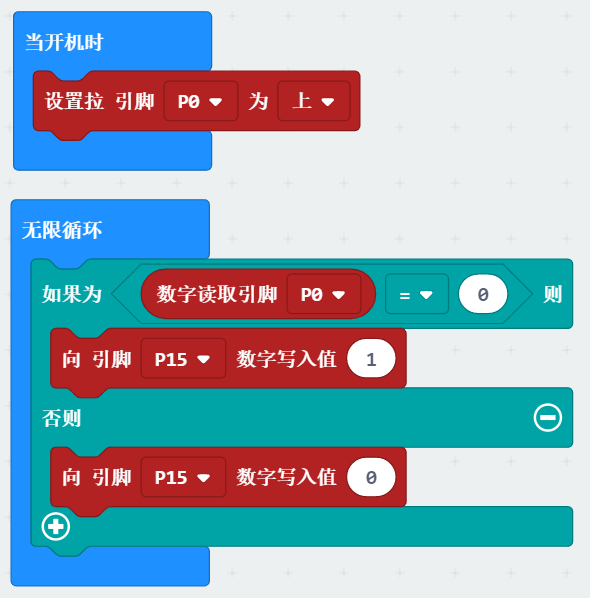 当开机时
设置拉 引脚 P0 为 上
无限循环
如果为 数字读取引脚 P0 = 0 则
向 引脚 P15 数字写入值 1
否则
向 引脚 P15 数字写入值 0